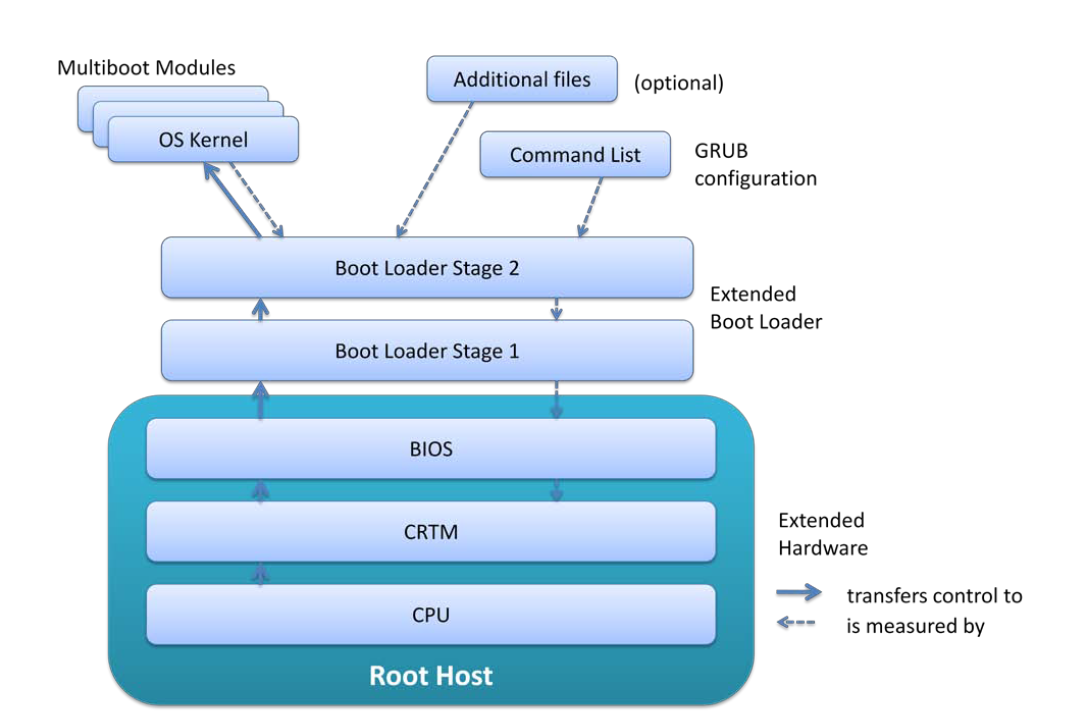 Multiboot Modules
OS Kernel
Additional files
(optional)
Command List
GRUB
configuration
Boot Loader Stage 2
Extended
Boot Loader
Boot Loader Stage 1
BIOS
CRTM
Extended
Hardware
CPU
transfers control to
is measured by
Root Host